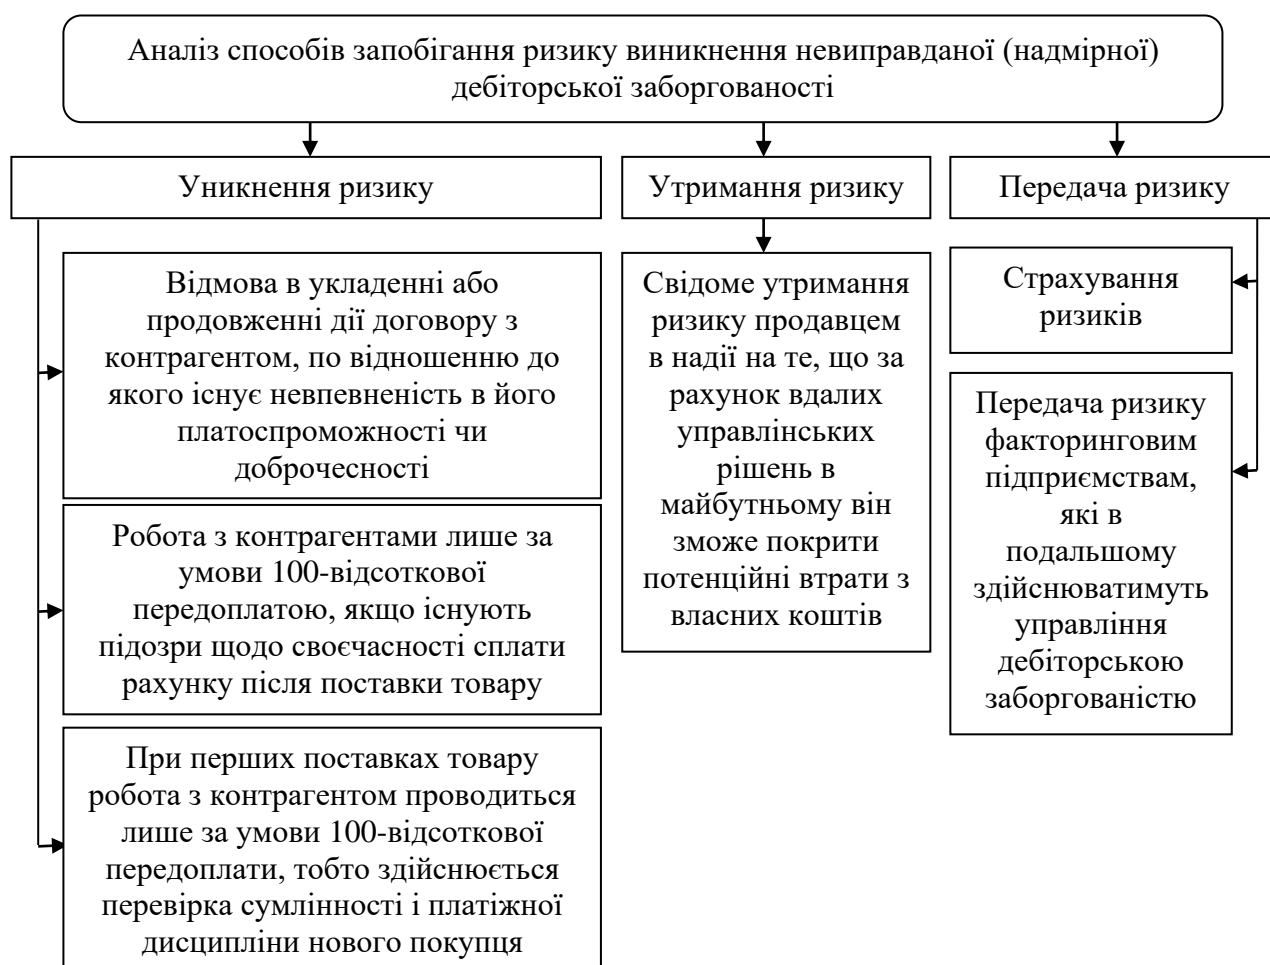 Аналіз способів запобігання ризику виникнення невиправданої (надмірної)
дебіторської заборгованості
Уникнення ризику
Відмова в укладенні або
продовженні дії договору з
контрагентом, по відношенню до
якого існує невпевненість в його
платоспроможності чи
доброчесності
Робота з контрагентами лише за
умови 100-відсоткової
передоплатою, якщо існують
підозри щодо своєчасності сплати
рахунку після поставки товару
При перших поставках товару
робота з контрагентом проводиться
лише за умови 100-відсоткової
передоплати, тобто здійснюється
перевірка сумлінності і платіжної
дисципліни нового покупця
Утримання ризику
Свідоме утримання
ризику продавцем
в надії на те, що за
рахунок вдалих
управлінських
рішень в
майбутньому він
зможе покрити
потенційні втрати з
власних коштів
Передача ризику
Страхування
ризиків
Передача ризику
факторинговим
підприємствам,
які в
подальшому
здійснюватимуть
управління
дебіторською
заборгованістю